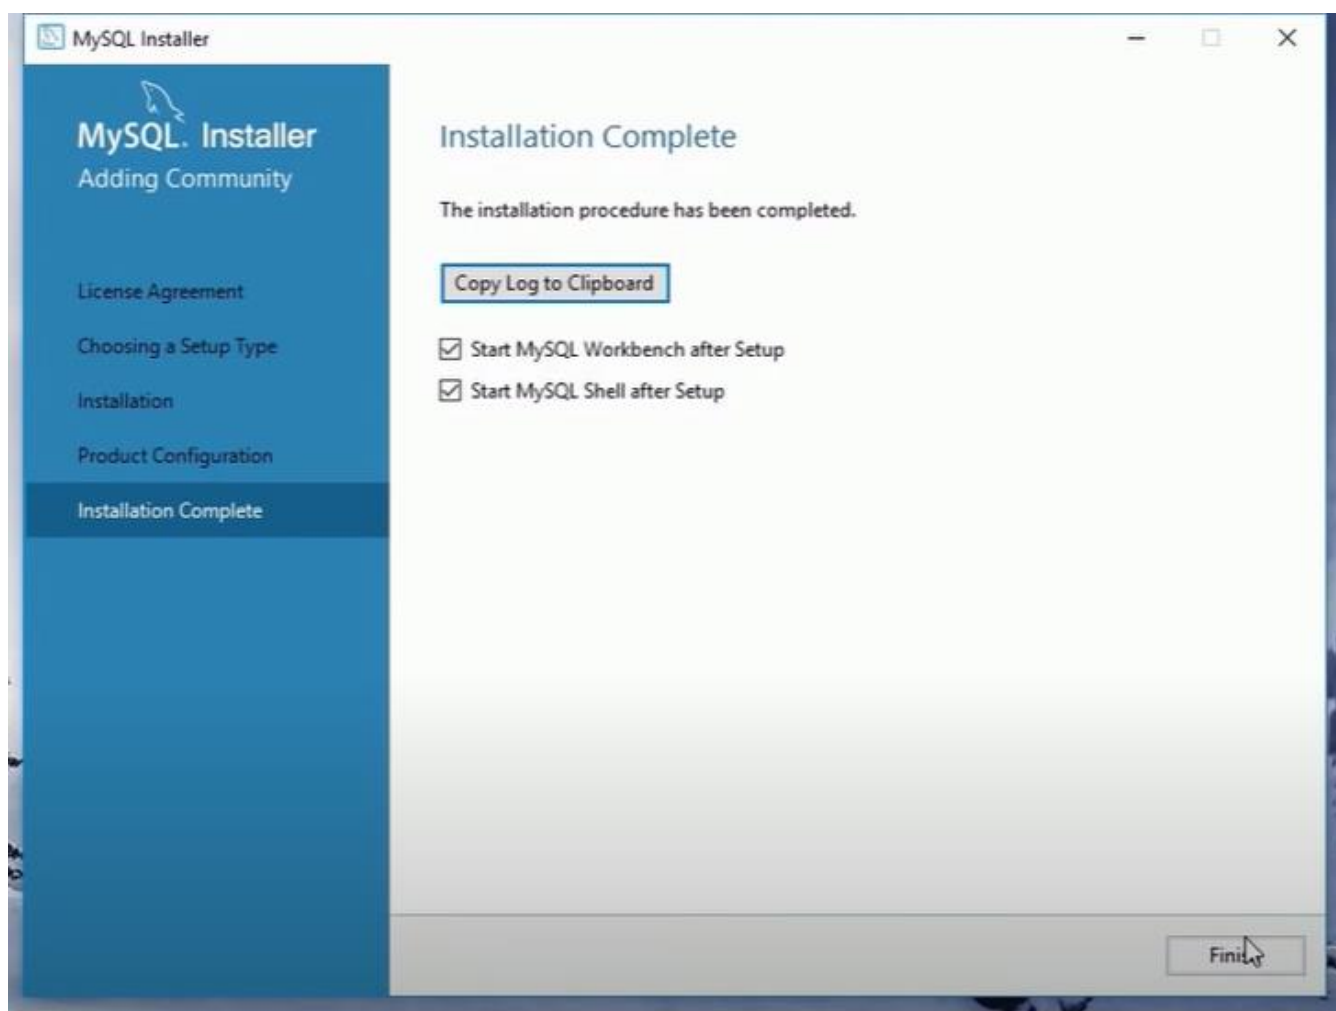 MySQL Installer
MySQL. Installer
Adding Community
License Agreement
Choosing a Setup Type
Installation
Product Configuration
Installation Complete
Installation Complete
The installation procedure has been completed.
Copy Log to Clipboard
Start MySQL Workbench after Setup
Start MySQL Shell after Setup